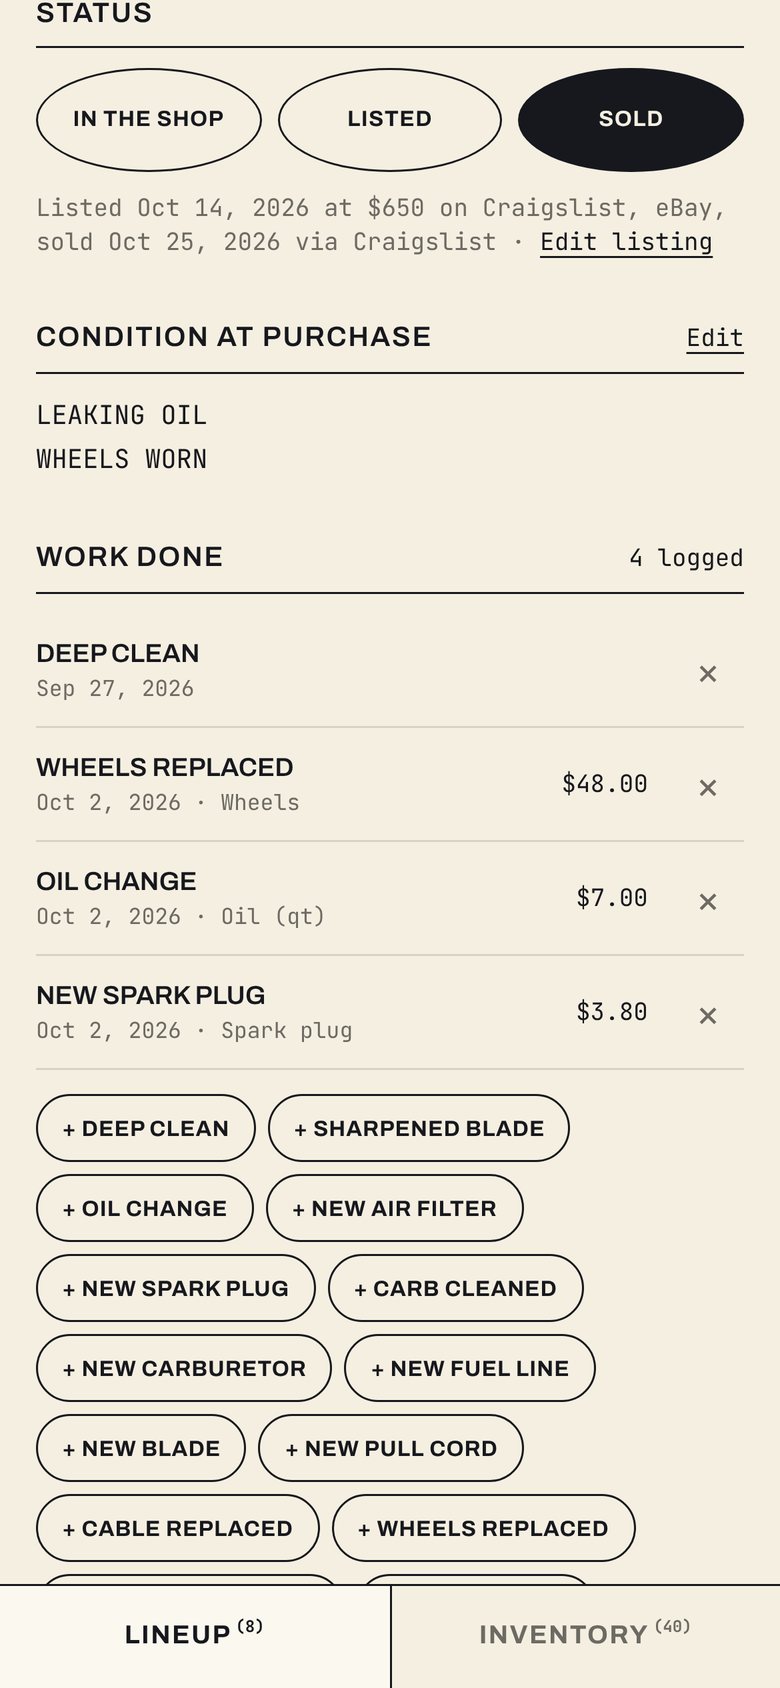 STATUS
IN THE SHOP
LISTED
SOLD
Listed Oct 14, 2026 at $650 on Craigslist, eBay,
sold Oct 25, 2026 via Craigslist · Edit listing
CONDITION AT PURCHASE
Edit
LEAKING OIL
WHEELS WORN
WORK DONE
4 logged
DEEP CLEAN
Sep 27, 2026
×
WHEELS REPLACED
Oct 2, 2026 · Wheels
$48.00
×
OIL CHANGE
Oct 2, 2026 · Oil (qt)
$7.00
×
NEW SPARK PLUG
Oct 2, 2026 · Spark plug
$3.80
×
+ DEEP CLEAN
+ SHARPENED BLADE
+ OIL CHANGE
+ NEW AIR FILTER
+ NEW SPARK PLUG
+ CARB CLEANED
+ NEW CARBURETOR
+ NEW FUEL LINE
+ NEW BLADE
+ NEW PULL CORD
+ CABLE REPLACED
+ WHEELS REPLACED
LINEUP (8)
INVENTORY (40)